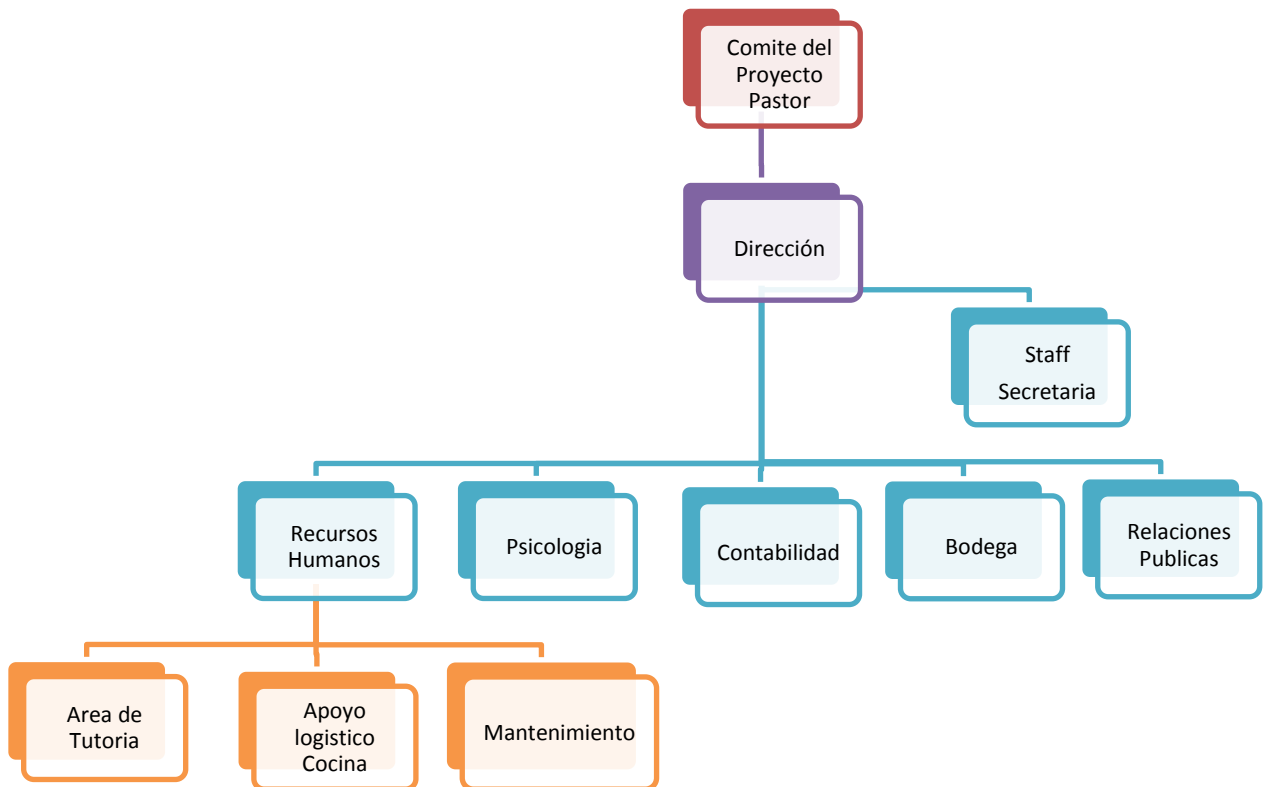 Comite del
Proyecto
Pastor
Dirección
Staff
Secretaria
Recursos
Humanos
Psicologia
Contabilidad
Bodega
Relaciones
Publicas
Area de
Tutoria
Apoyo
logistico
Cocina
Mantenimiento